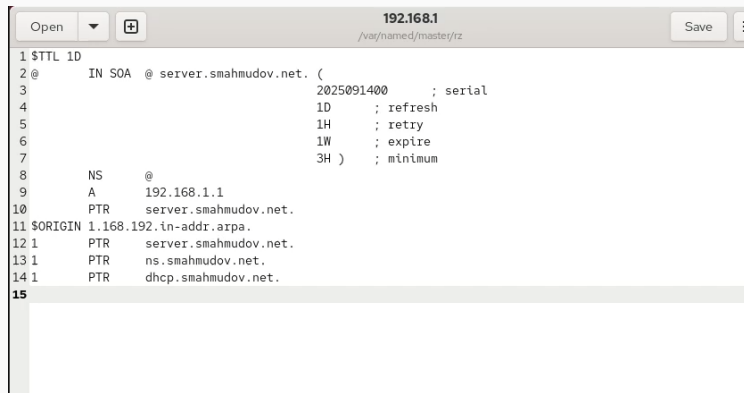 Open
192.168.1
/var/named/master/rz
Save
1 $TTL 1D
2 @ IN SOA @ server.smahmudov.net. (
3 2025091400 ; serial
4 1D ; refresh
5 1H ; retry
6 1W ; expire
7 3H ) ; minimum
8 NS @
9 A 192.168.1.1
10 PTR server.smahmudov.net.
11 $ORIGIN 1.168.192.in-addr.arpa.
12 1 PTR server.smahmudov.net.
13 1 PTR ns.smahmudov.net.
14 1 PTR dhcp.smahmudov.net.
15